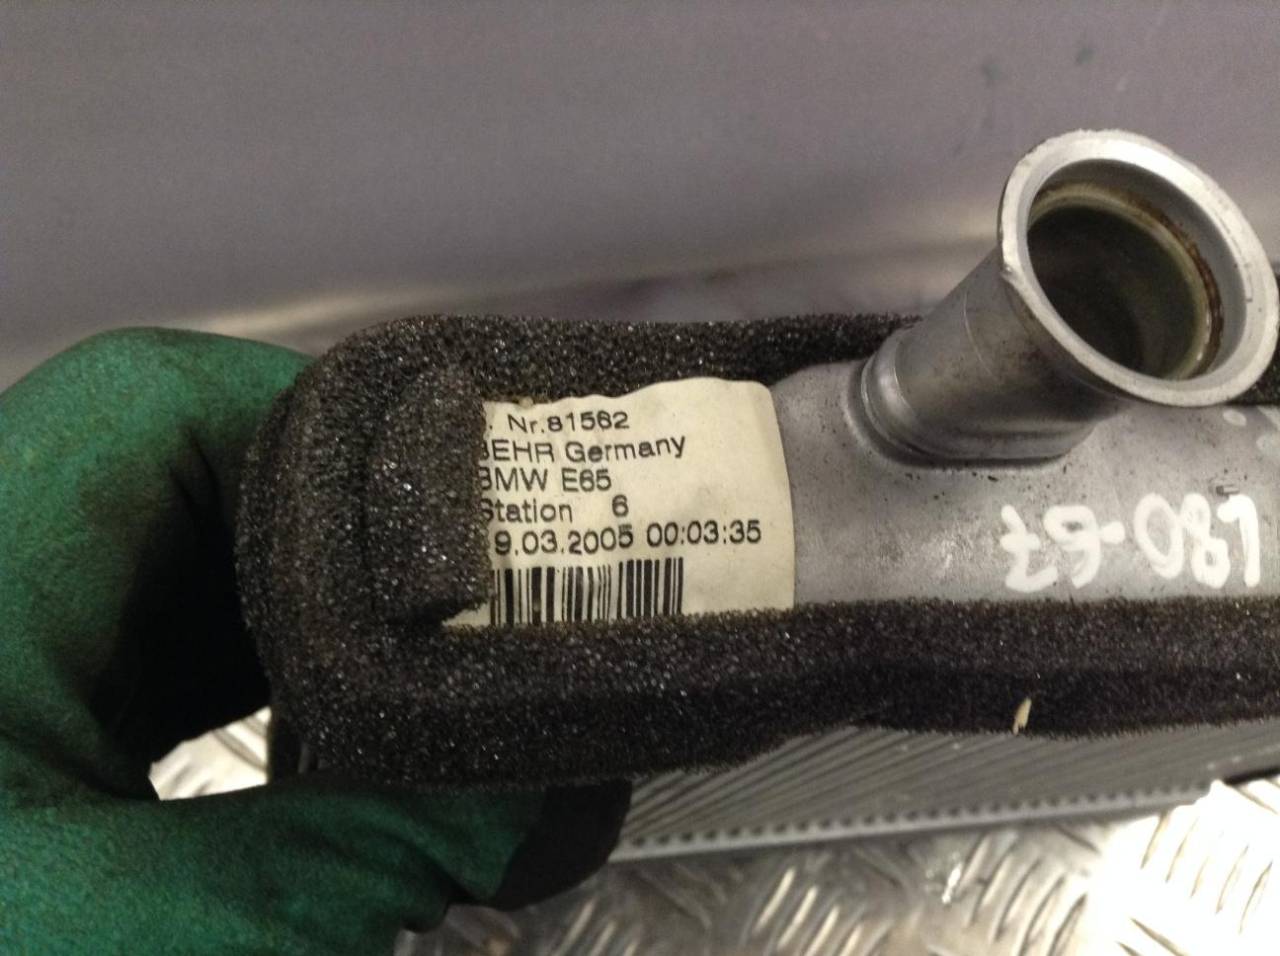 . Nr.81562
BEHR Germany
BMW E65
Station 6
9.03.2005 00:03:35
L80-67